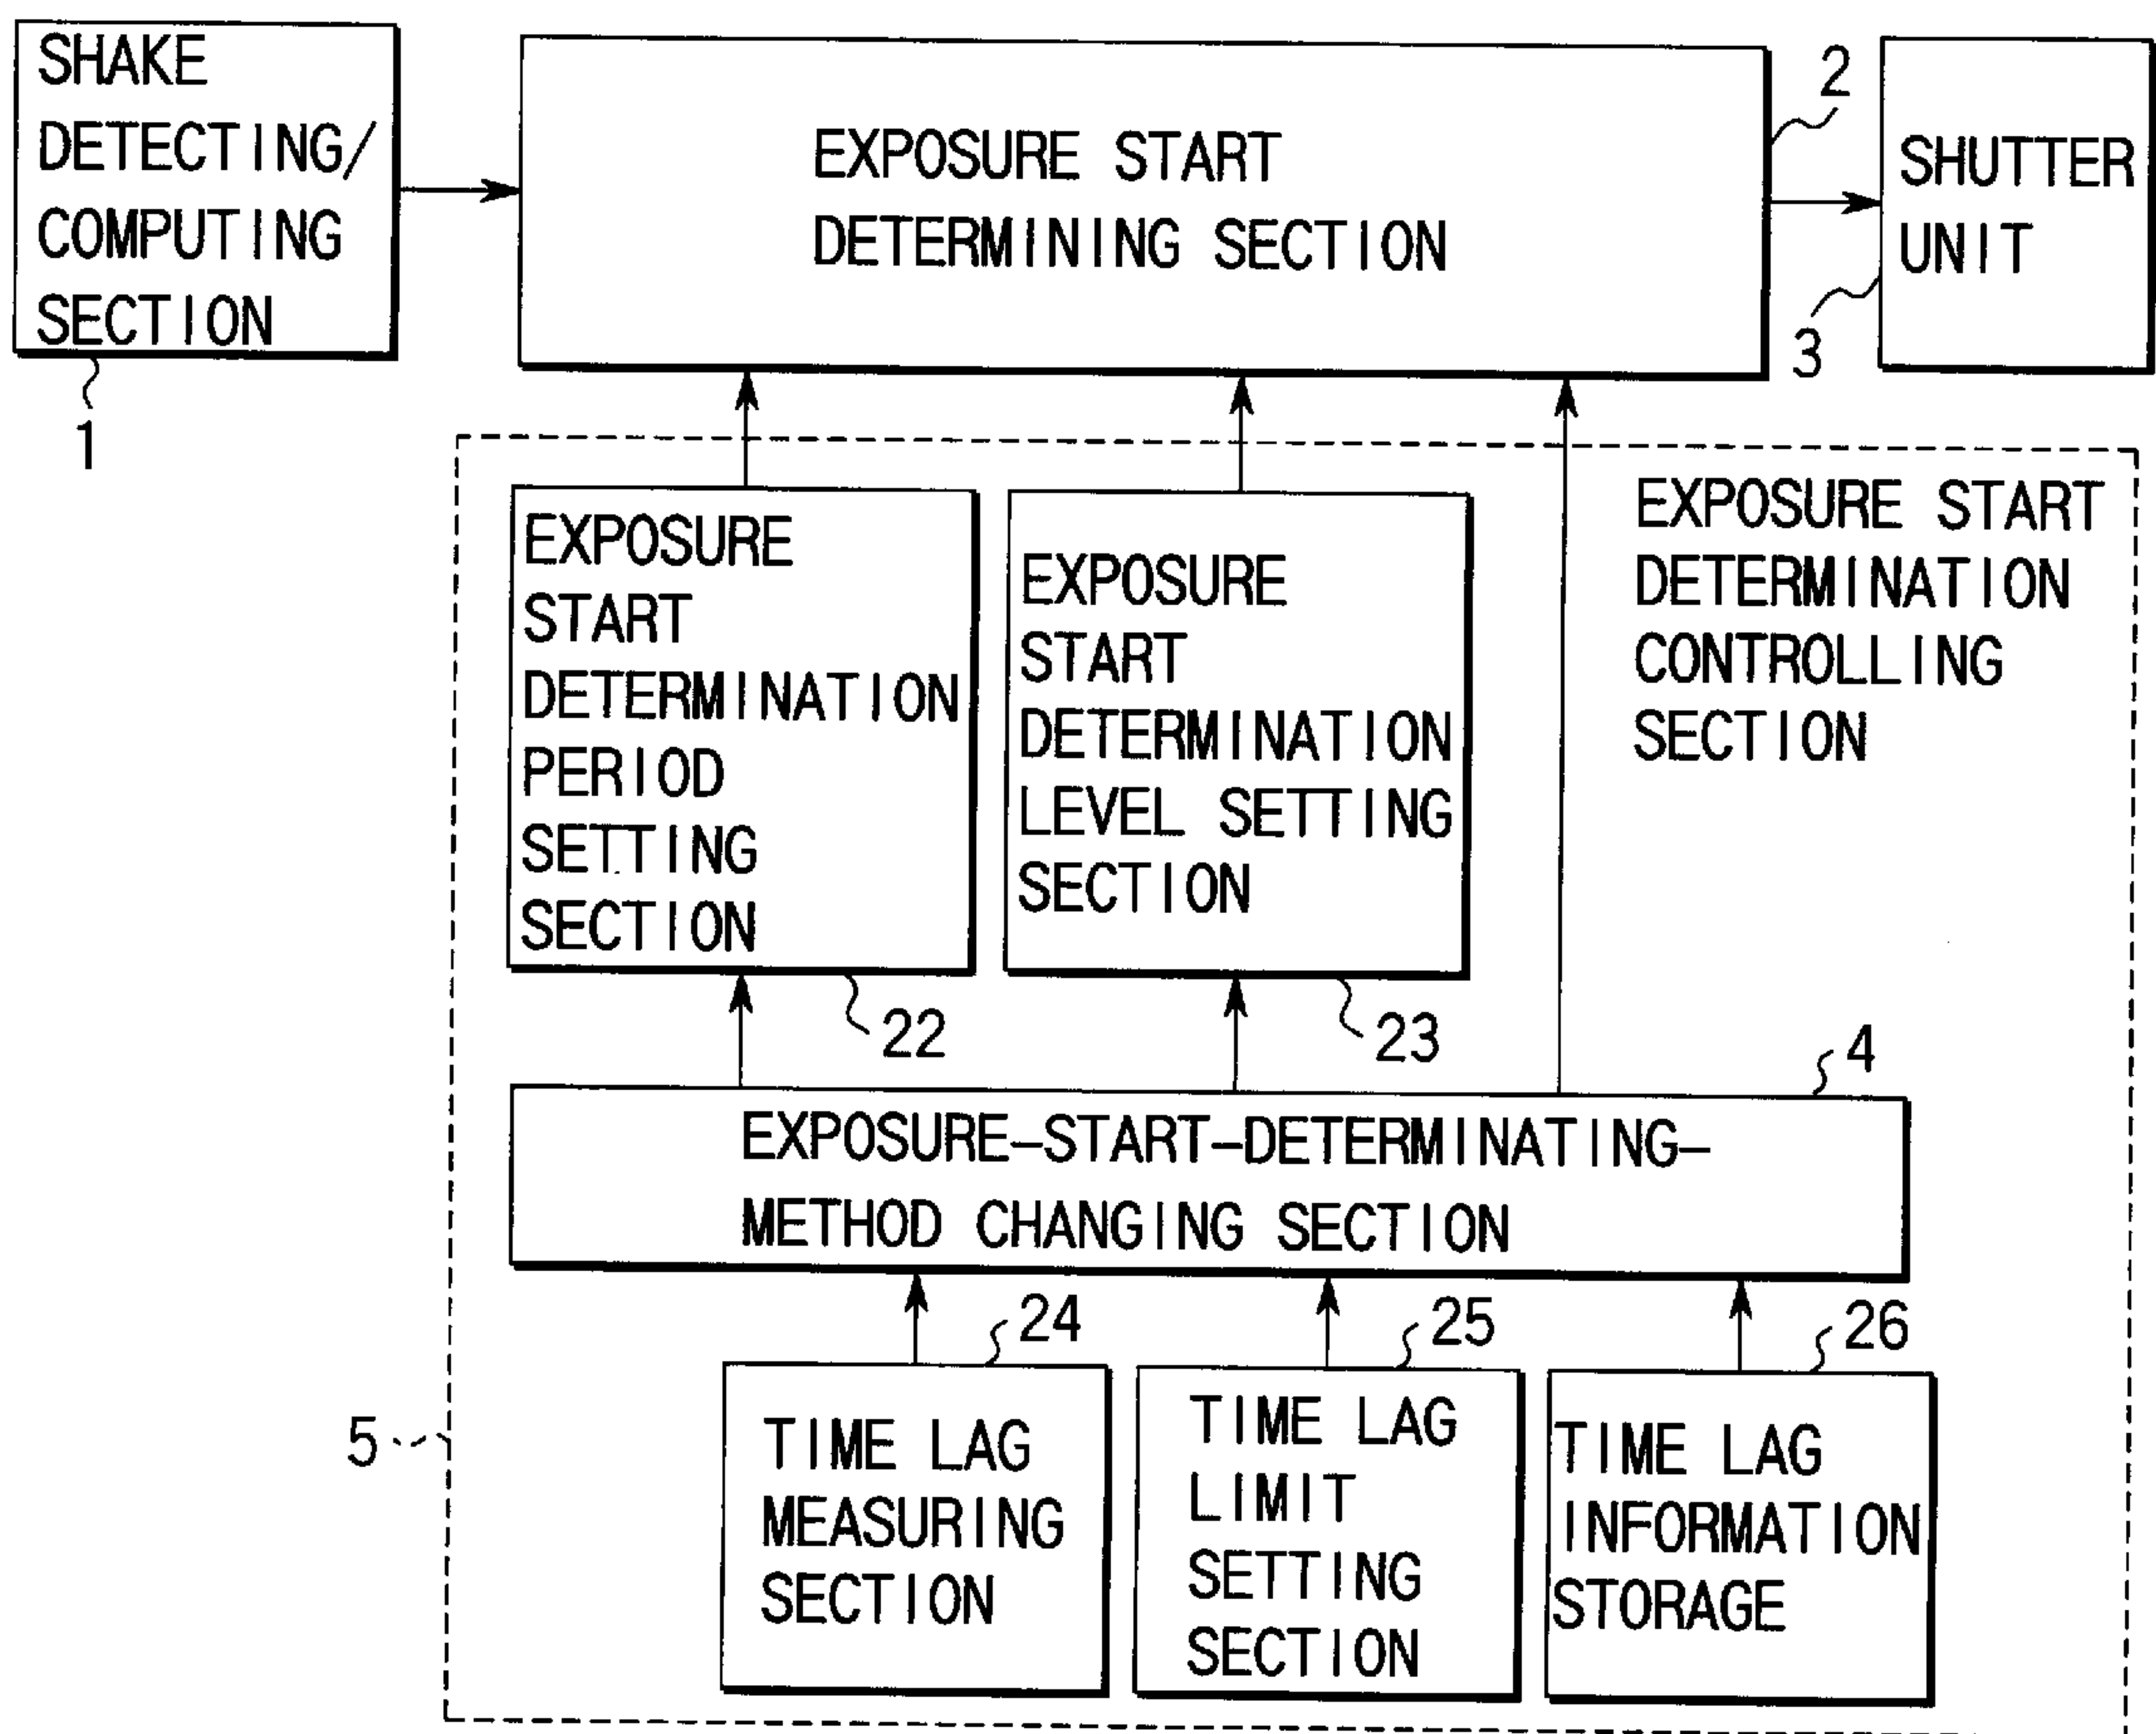 SHAKE
DETECTING/
COMPUTING
SECTION
1
EXPOSURE START
DETERMINING SECTION
2
SHUTTER
UNIT
3
EXPOSURE
START
DETERMINATION
PERIOD
SETTING
SECTION
22
EXPOSURE
START
DETERMINATION
LEVEL SETTING
SECTION
23
EXPOSURE START
DETERMINATION
CONTROLLING
SECTION
4
EXPOSURE-START-DETERMINATING-
METHOD CHANGING SECTION
5
24
TIME LAG
MEASURING
SECTION
25
TIME LAG
LIMIT
SETTING
SECTION
26
TIME LAG
INFORMATION
STORAGE